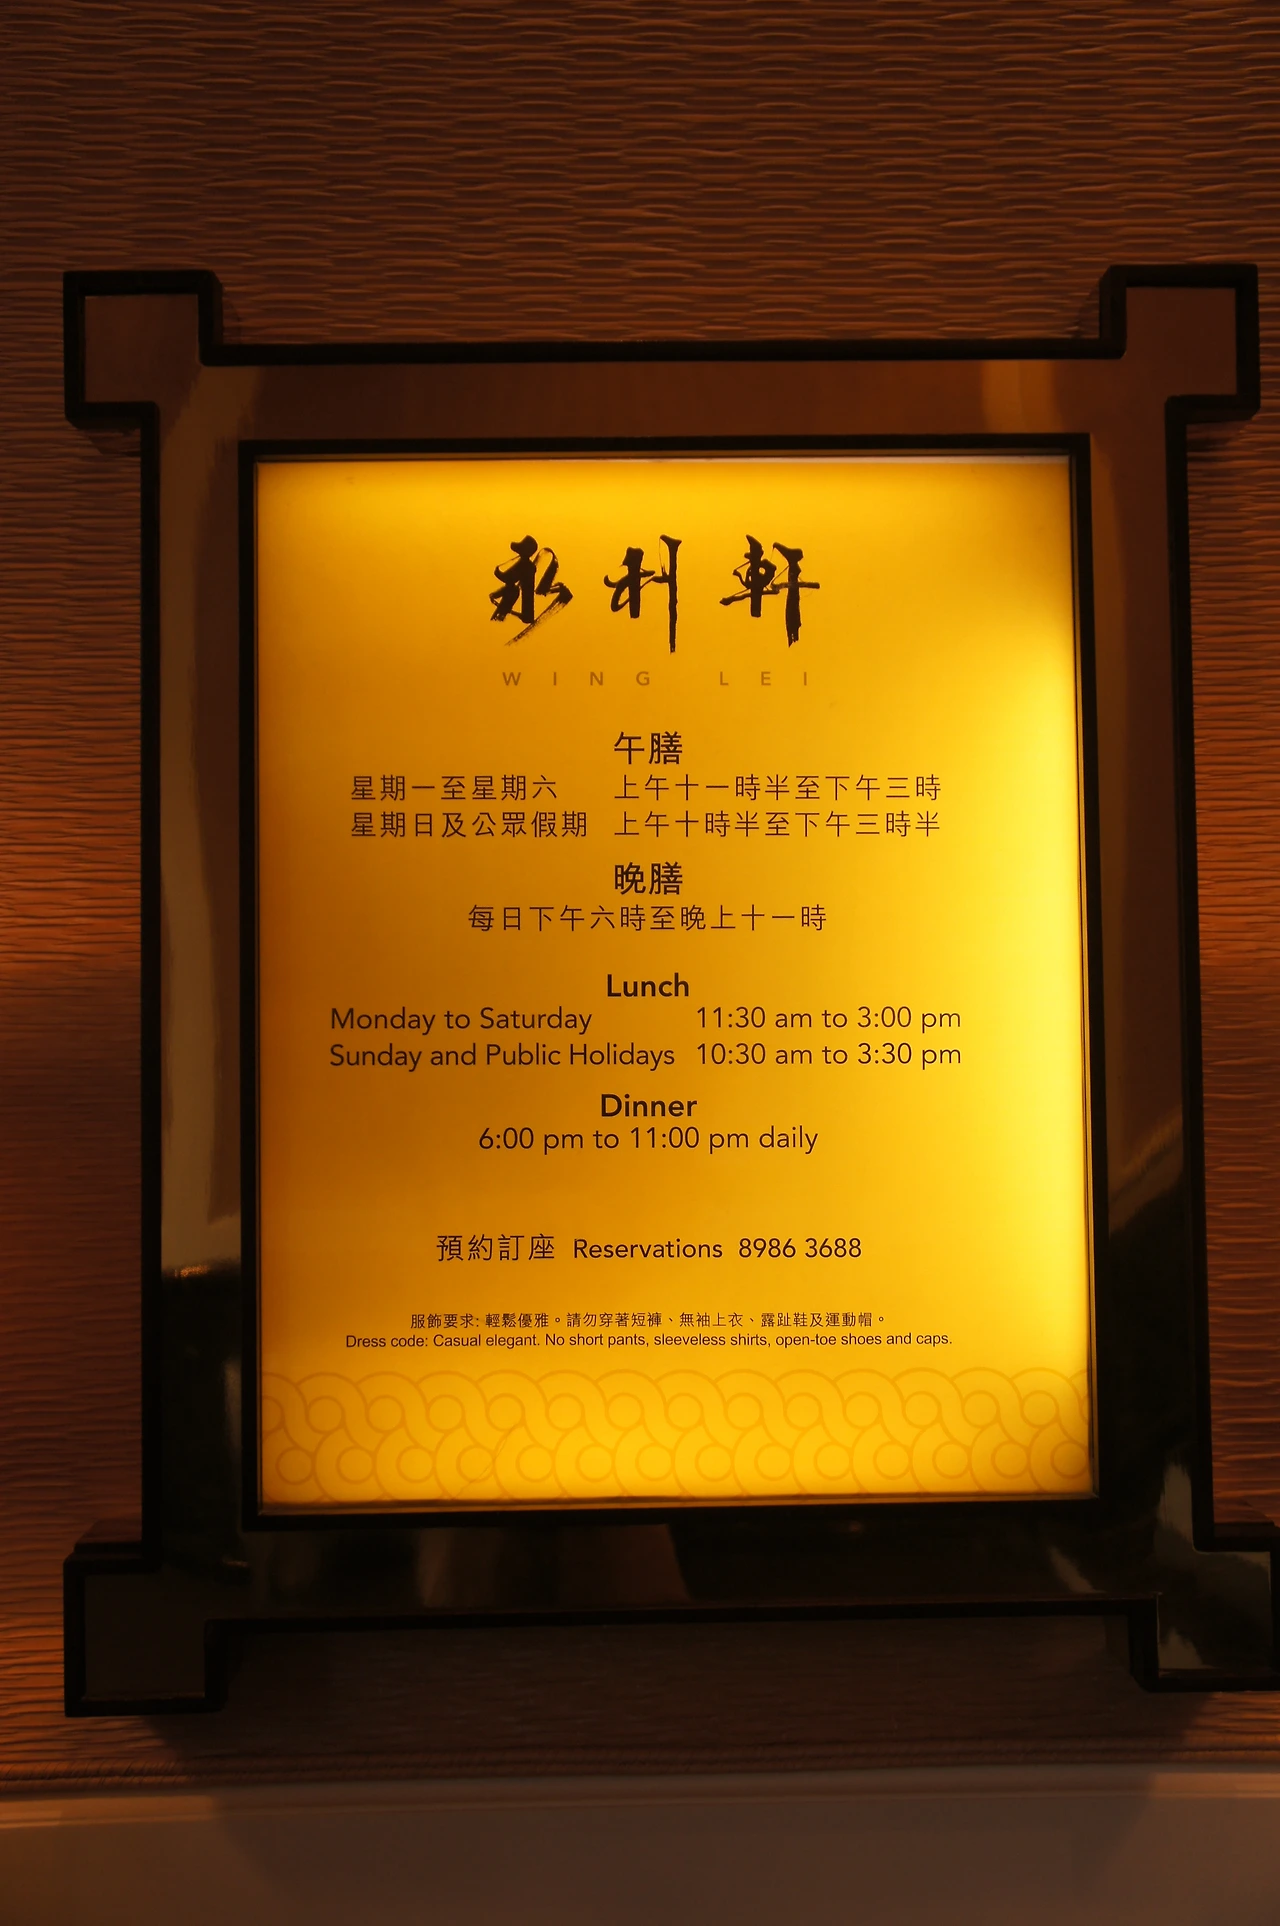 永利軒
WING LEI
午膳
星期一至星期六 上午十一時半至下午三時
星期日及公眾假期 上午十時半至下午三時半
晚膳
每日下午六時至晚上十一時
Lunch
Monday to Saturday 11:30 am to 3:00 pm
Sunday and Public Holidays 10:30 am to 3:30 pm
Dinner
6:00 pm to 11:00 pm daily
預約訂座 Reservations 8986 3688
服飾要求: 輕鬆優雅。請勿穿著短褲、無袖上衣、露趾鞋及運動帽。
Dress code: Casual elegant. No short pants, sleeveless shirts, open-toe shoes and caps.